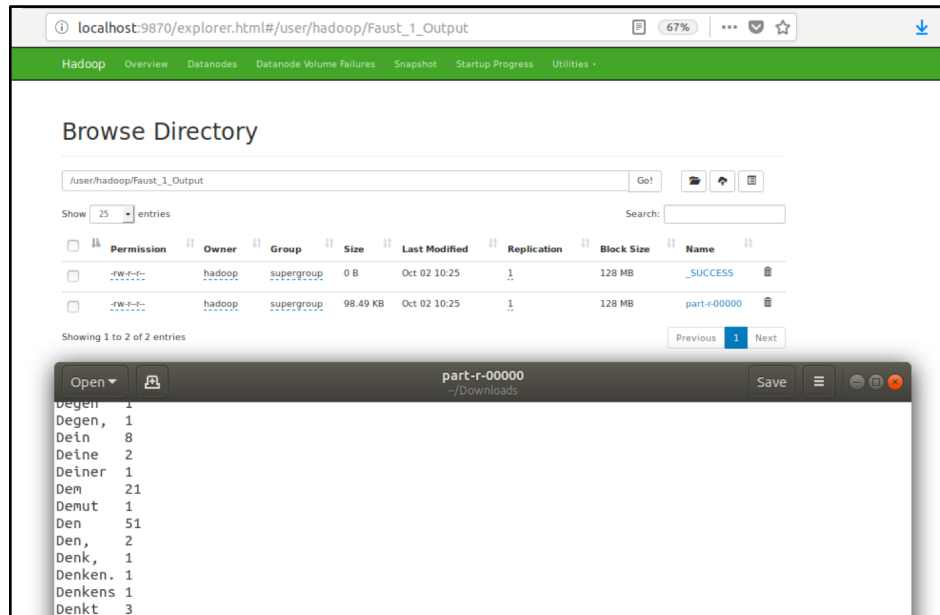 localhost:9870/explorer.html#/user/hadoop/Faust_1_Output 67%
Hadoop Overview Datanodes Datanode Volume Failures Snapshot Startup Progress Utilities
Browse Directory
/user/hadoop/Faust_1_Output Go!
Show 25 entries Search:
Permission Owner Group Size Last Modified Replication Block Size Name
-rw-r--r-- hadoop supergroup 0 B Oct 02 10:25 1 128 MB _SUCCESS
-rw-r--r-- hadoop supergroup 98.49 KB Oct 02 10:25 1 128 MB part-r-00000
Showing 1 to 2 of 2 entries Previous 1 Next
Open part-r-00000 Save
~/Downloads
Degen 1
Degen, 1
Dein 8
Deine 2
Deiner 1
Dem 21
Demut 1
Den 51
Den, 2
Denk, 1
Denken. 1
Denkens 1
Denkt 3